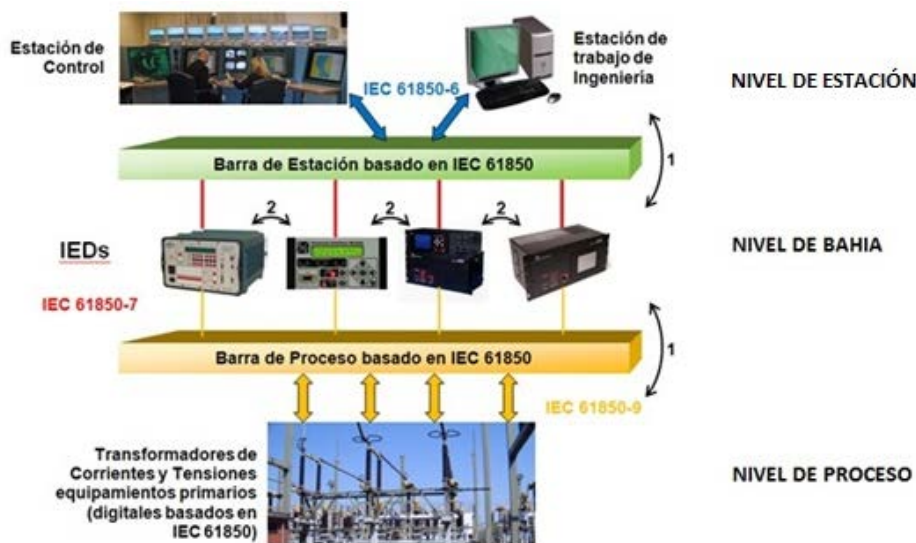 Estación de
Control
IEC 61850-6
Estación de
trabajo de
Ingeniería
NIVEL DE ESTACIÓN
Barra de Estación basado en IEC 61850
1
2
2
2
IEDs
IEC 61850-7
NIVEL DE BAHIA
Barra de Proceso basado en IEC 61850
1
IEC 61850-9
Transformadores de
Corrientes y Tensiones
equipamientos primarios
(digitales basados en
IEC 61850)
NIVEL DE PROCESO